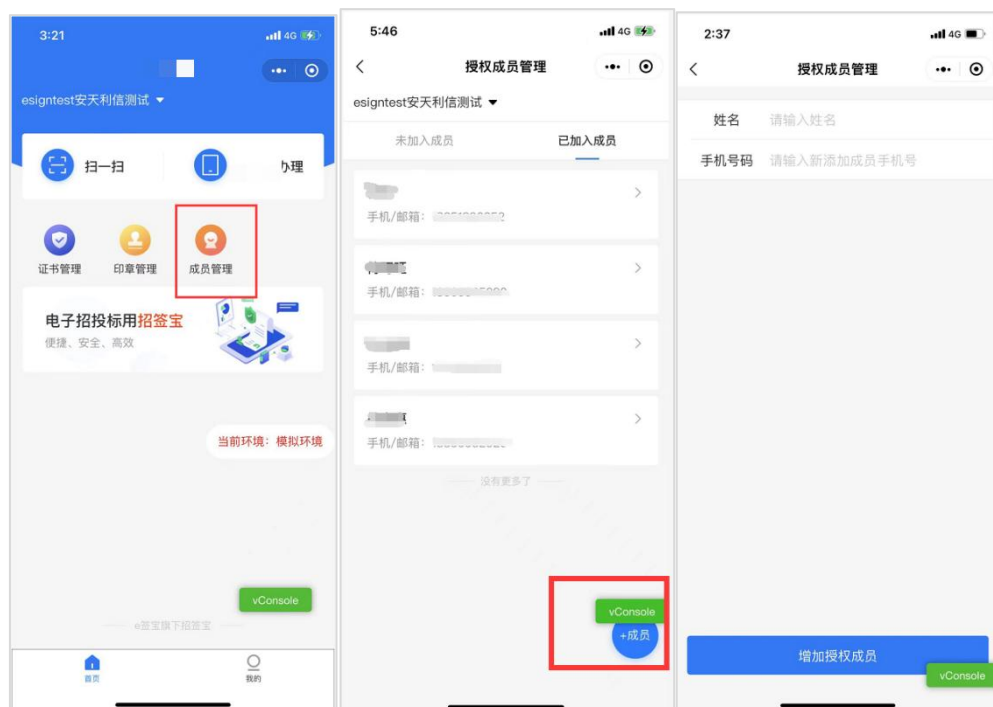 3:21
4G
esigntest安天利信测试
扫一扫
办理
证书管理
印章管理
成员管理
电子招投标用招签宝
便捷、安全、高效
当前环境：模拟环境
vConsole
e签宝旗下招签宝
首页
我的
5:46
4G
授权成员管理
esigntest安天利信测试
未加入成员
已加入成员
手机/邮箱：
手机/邮箱：
手机/邮箱：
手机/邮箱：
没有更多了
vConsole
+成员
2:37
4G
授权成员管理
姓名 请输入姓名
手机号码 请输入新添加成员手机号
增加授权成员
vConsole